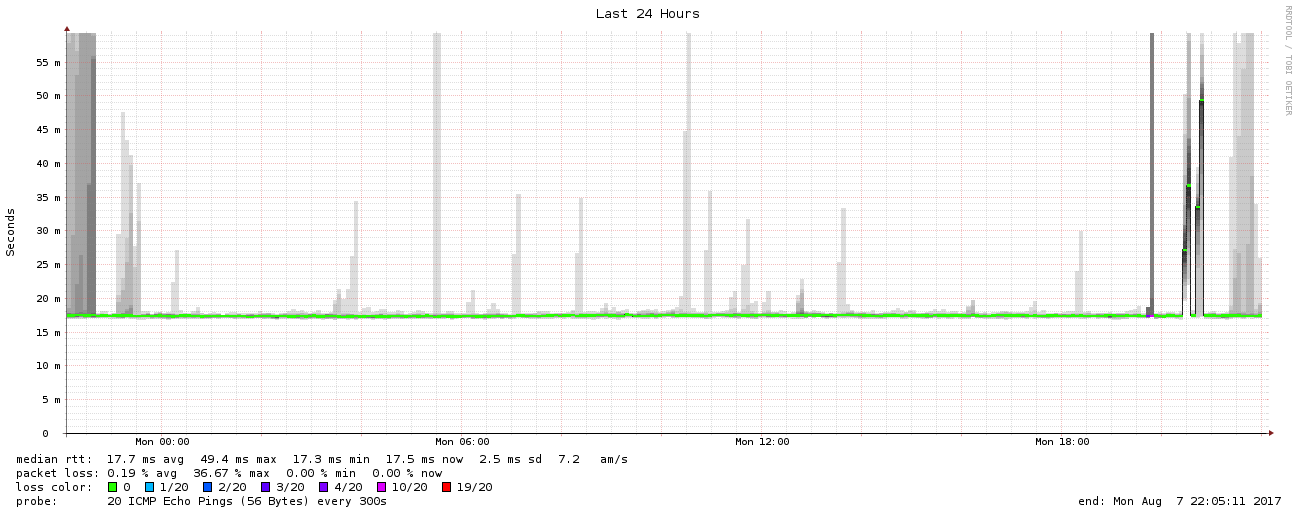 Last 24 Hours
RRDTOOL / TOBI OETIKER
Seconds
55 m
50 m
45 m
40 m
35 m
30 m
25 m
20 m
15 m
10 m
5 m
0
Mon 00:00 Mon 06:00 Mon 12:00 Mon 18:00
median rtt: 17.7 ms avg 49.4 ms max 17.3 ms min 17.5 ms now 2.5 ms sd 7.2 am/s
packet loss: 0.19 % avg 36.67 % max 0.00 % min 0.00 % now
loss color: 0 1/20 2/20 3/20 4/20 10/20 19/20
probe: 20 ICMP Echo Pings (56 Bytes) every 300s end: Mon Aug 7 22:05:11 2017